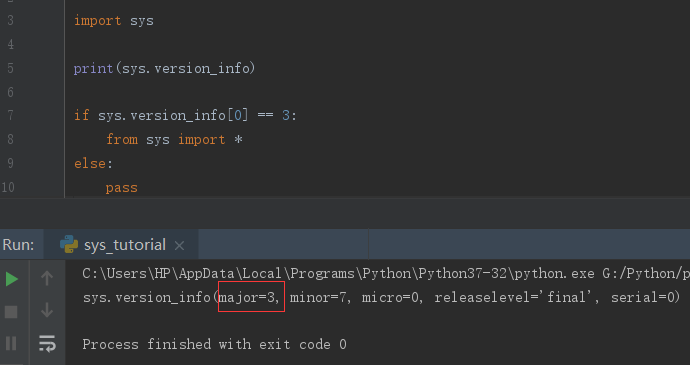 3 import sys
4
5 print(sys.version_info)
6
7 if sys.version_info[0] == 3:
8     from sys import *
9 else:
10     pass
Run: sys_tutorial ×
C:\Users\HP\AppData\Local\Programs\Python\Python37-32\python.exe G:/Python/p
sys.version_info(major=3, minor=7, micro=0, releaselevel='final', serial=0)
Process finished with exit code 0